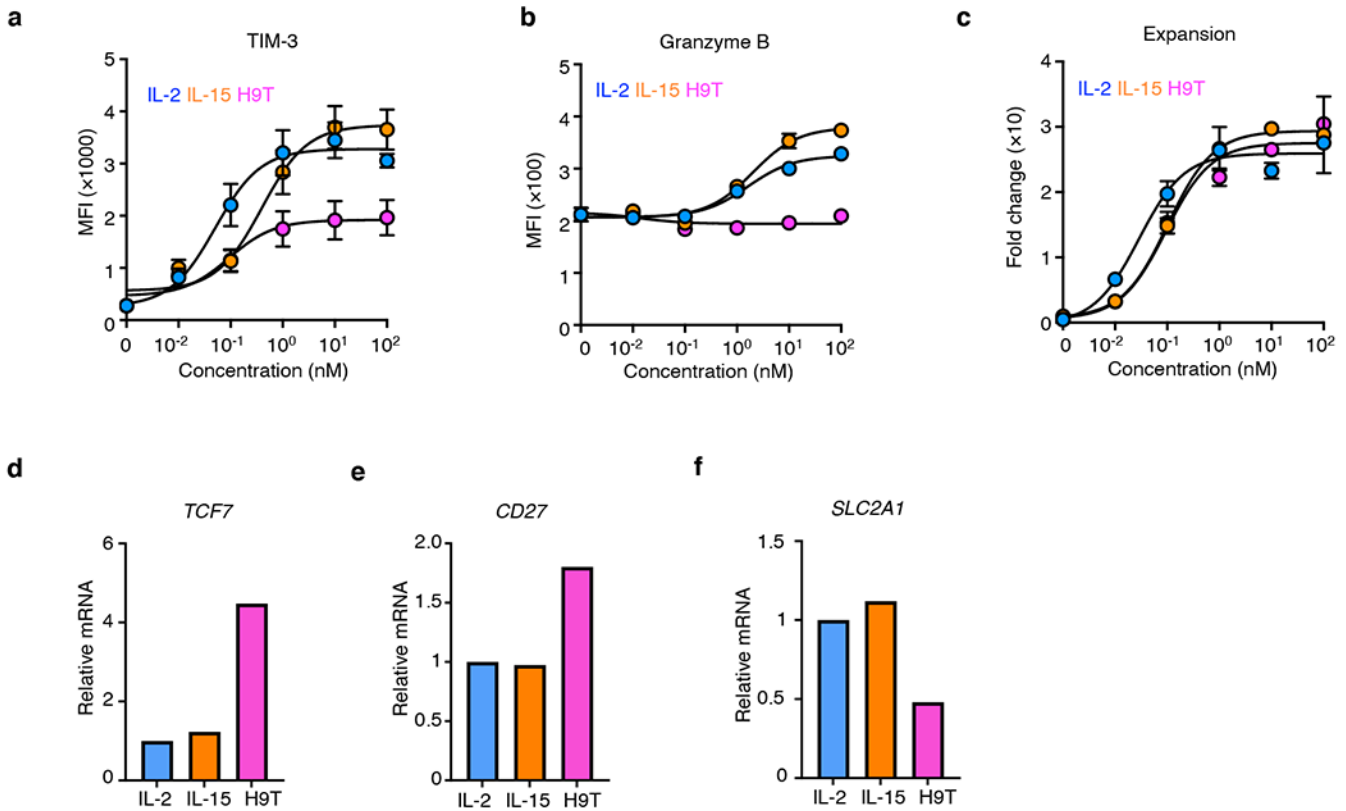 a
TIM-3
IL-2 IL-15 H9T
MFI (×1000)
5
4
3
2
1
0
0 10-2 10-1 100 101 102
Concentration (nM)
b
Granzyme B
IL-2 IL-15 H9T
MFI (×100)
5
4
3
2
1
0
0 10-2 10-1 100 101 102
Concentration (nM)
c
Expansion
IL-2 IL-15 H9T
Fold change (×10)
4
3
2
1
0
0 10-2 10-1 100 101 102
Concentration (nM)
d
TCF7
Relative mRNA
6
4
2
0
IL-2 IL-15 H9T
e
CD27
Relative mRNA
2.0
1.5
1
0.5
0
IL-2 IL-15 H9T
f
SLC2A1
Relative mRNA
1.5
1
0.5
0
IL-2 IL-15 H9T